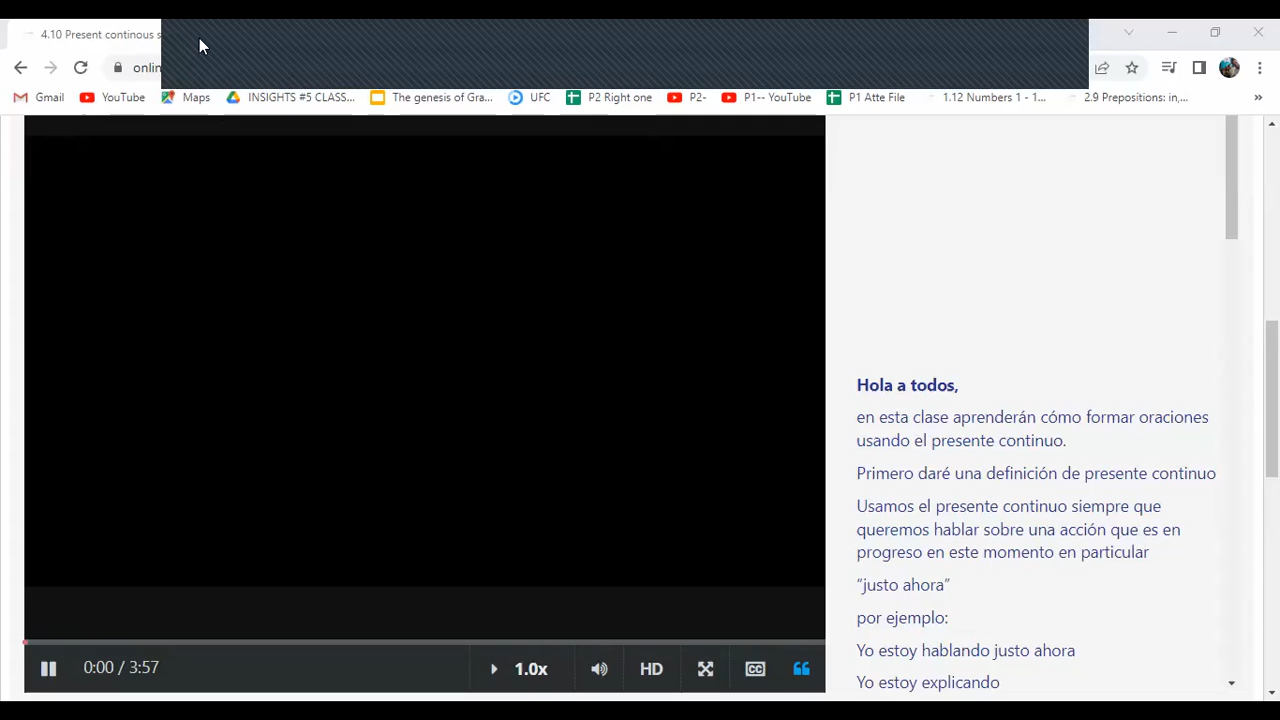 4.10 Present continous s
onlin
Gmail YouTube Maps INSIGHTS #5 CLASS... The genesis of Gra... UFC P2 Right one P2- P1-- YouTube P1 Atte File 1.12 Numbers 1 - 1... 2.9 Prepositions: in,... »
Hola a todos,
en esta clase aprenderán cómo formar oraciones
usando el presente continuo.
Primero daré una definición de presente continuo
Usamos el presente continuo siempre que
queremos hablar sobre una acción que es en
progreso en este momento en particular
“justo ahora”
por ejemplo:
Yo estoy hablando justo ahora
Yo estoy explicando
0:00 / 3:57 1.0x HD CC